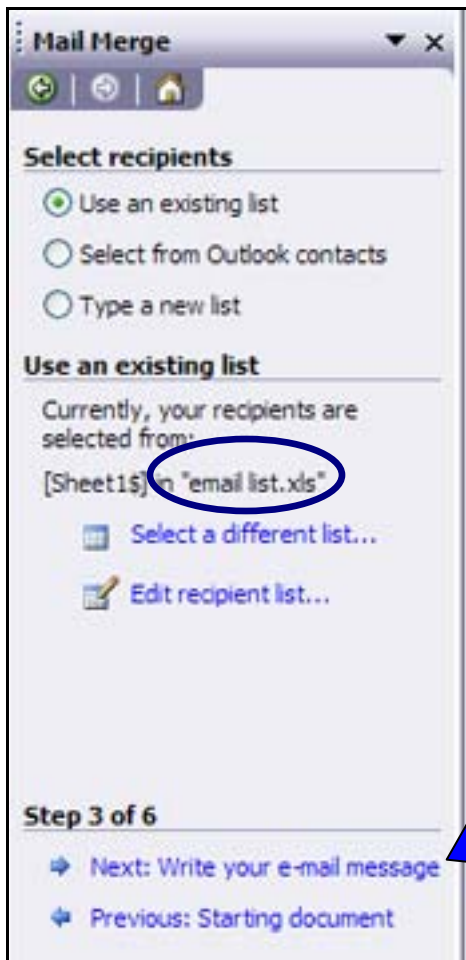 Mail Merge
Select recipients
Use an existing list
Select from Outlook contacts
Type a new list
Use an existing list
Currently, your recipients are
selected from:
[Sheet1$] in "email list.xls"
Select a different list...
Edit recipient list...
Step 3 of 6
Next: Write your e-mail message
Previous: Starting document